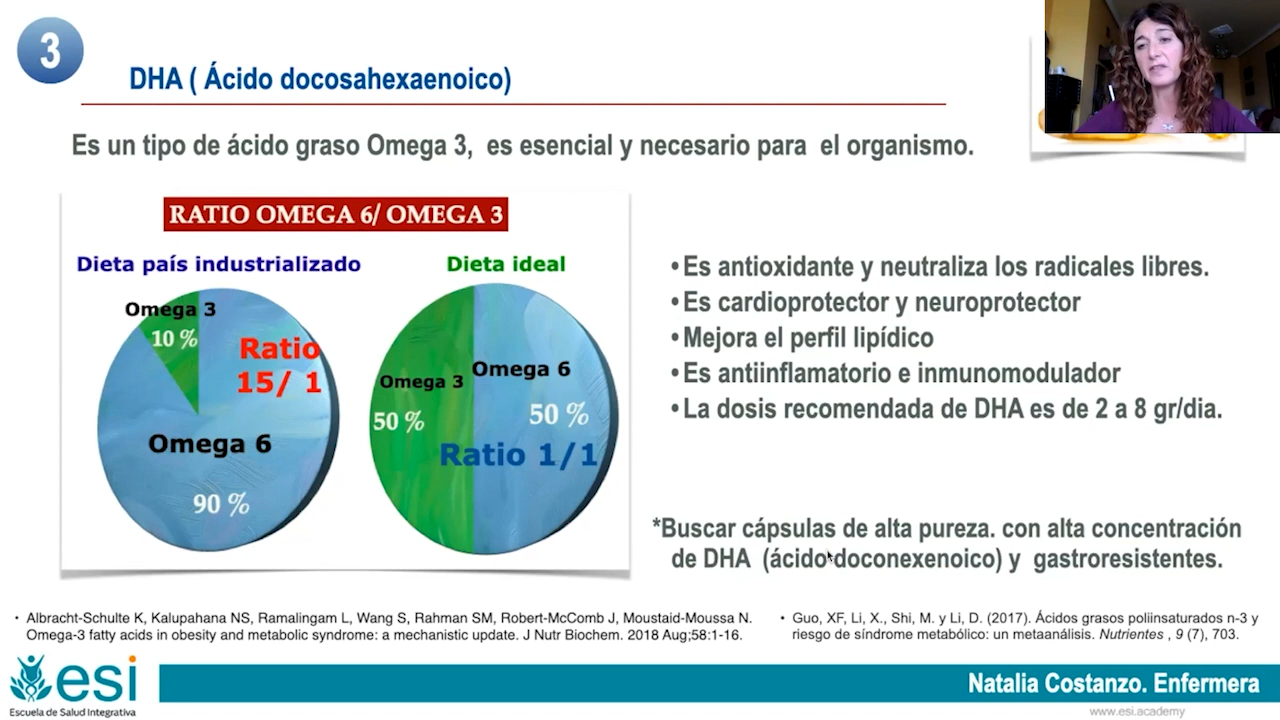 3
DHA ( Ácido docosahexaenoico)
Es un tipo de ácido graso Omega 3, es esencial y necesario para el organismo.
RATIO OMEGA 6/ OMEGA 3
Dieta país industrializado
Omega 3
10 %
Ratio
15/ 1
Omega 6
90 %
Dieta ideal
Omega 3
50 %
Omega 6
50 %
Ratio 1/1
•Es antioxidante y neutraliza los radicales libres.
•Es cardioprotector y neuroprotector
•Mejora el perfil lipídico
•Es antiinflamatorio e inmunomodulador
•La dosis recomendada de DHA es de 2 a 8 gr/dia.
*Buscar cápsulas de alta pureza. con alta concentración
de DHA (ácido doconexenoico) y gastroresistentes.
• Albracht-Schulte K, Kalupahana NS, Ramalingam L, Wang S, Rahman SM, Robert-McComb J, Moustaid-Moussa N.
Omega-3 fatty acids in obesity and metabolic syndrome: a mechanistic update. J Nutr Biochem. 2018 Aug;58:1-16.
• Guo, XF, Li, X., Shi, M. y Li, D. (2017). Ácidos grasos poliinsaturados n-3 y
riesgo de síndrome metabólico: un metaanálisis. Nutrientes , 9 (7), 703.
esi
Escuela de Salud Integrativa
Natalia Costanzo. Enfermera
www.esi.academy